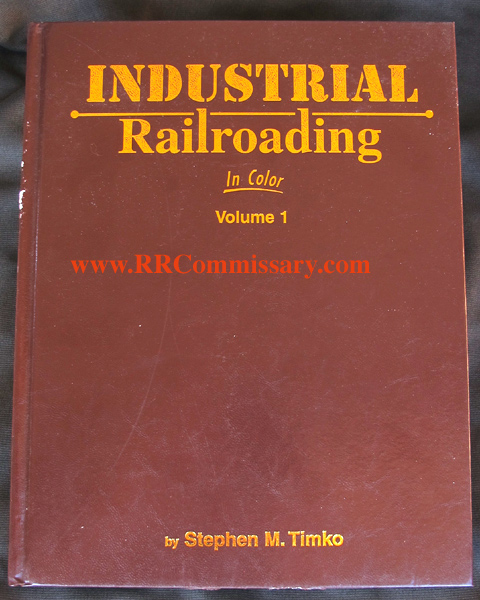 INDUSTRIAL
Railroading
In Color
Volume 1
www.RRCommissary.com
by Stephen M. Timko